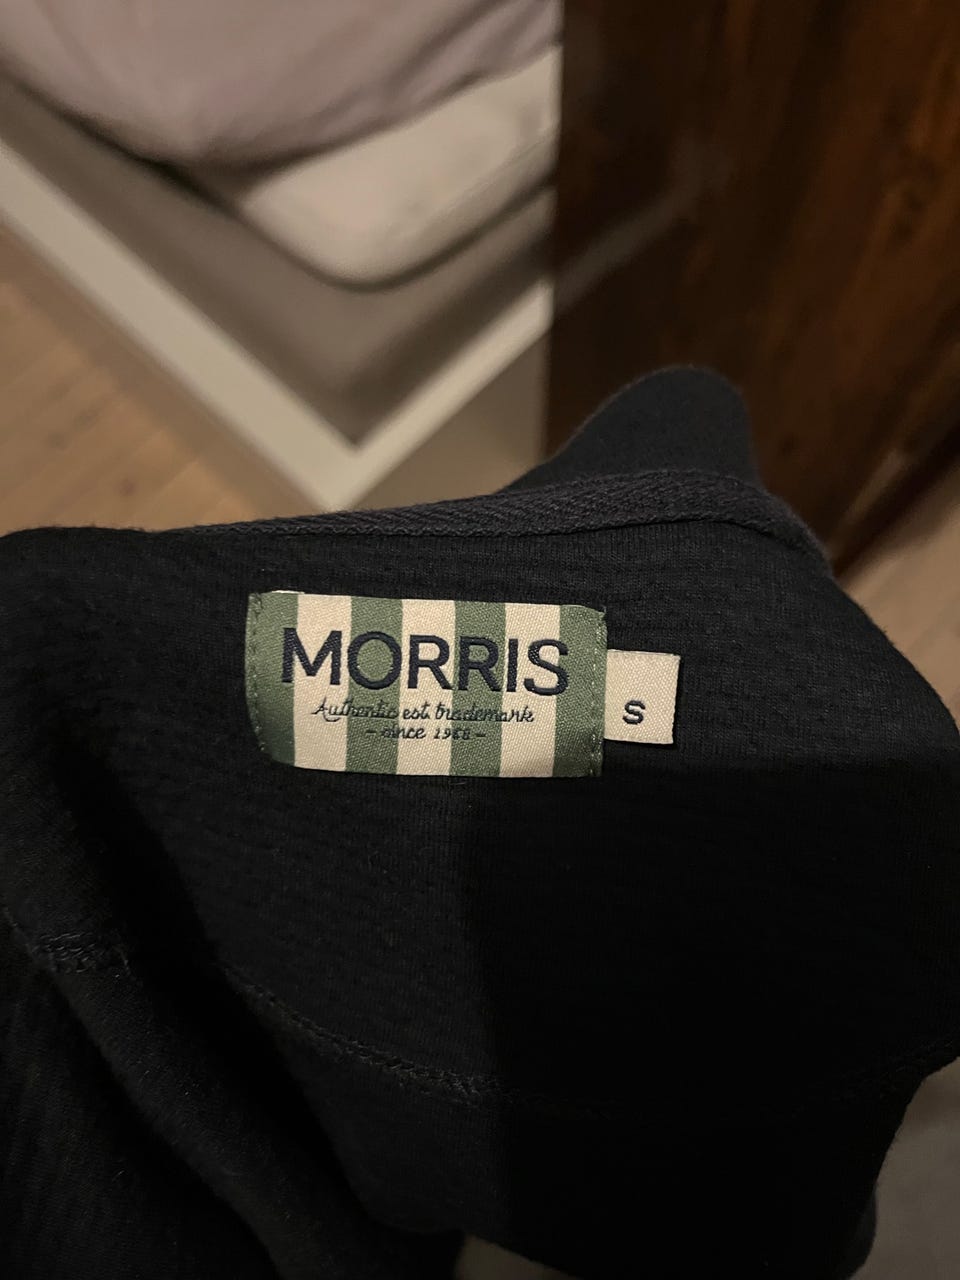 MORRIS
Authentic est. trademark
- since 1968 -
S